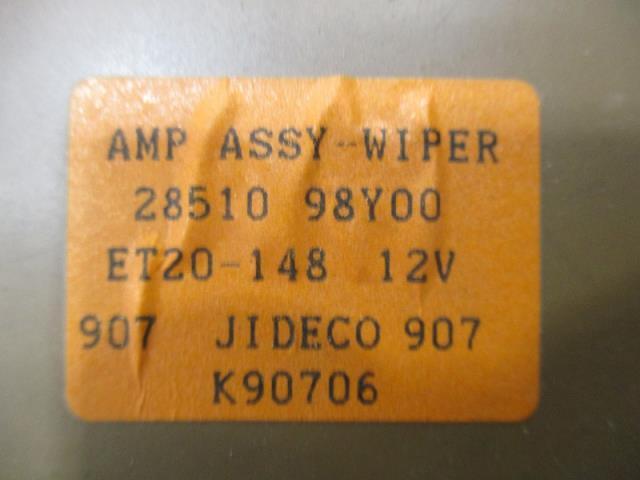 AMP ASSY-WIPER
28510 98Y00
ET20-148 12V
907 JIDECO 907
K90706